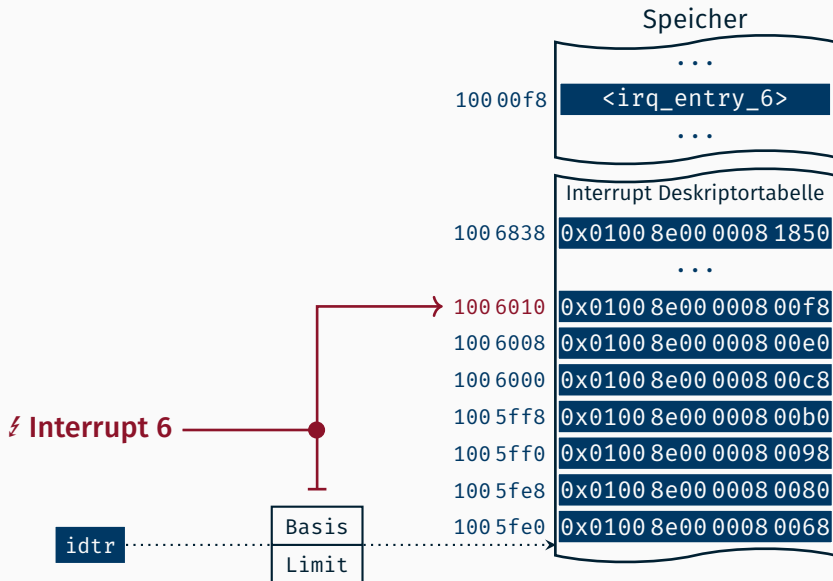 Speicher
...
100 00f8 <irq_entry_6>
...
Interrupt Deskriptortabelle
100 6838 0x0100 8e00 0008 1850
...
100 6010 0x0100 8e00 0008 00f8
100 6008 0x0100 8e00 0008 00e0
100 6000 0x0100 8e00 0008 00c8
Interrupt 6
100 5ff8 0x0100 8e00 0008 00b0
100 5ff0 0x0100 8e00 0008 0098
100 5fe8 0x0100 8e00 0008 0080
Basis
100 5fe0 0x0100 8e00 0008 0068
idtr
Limit